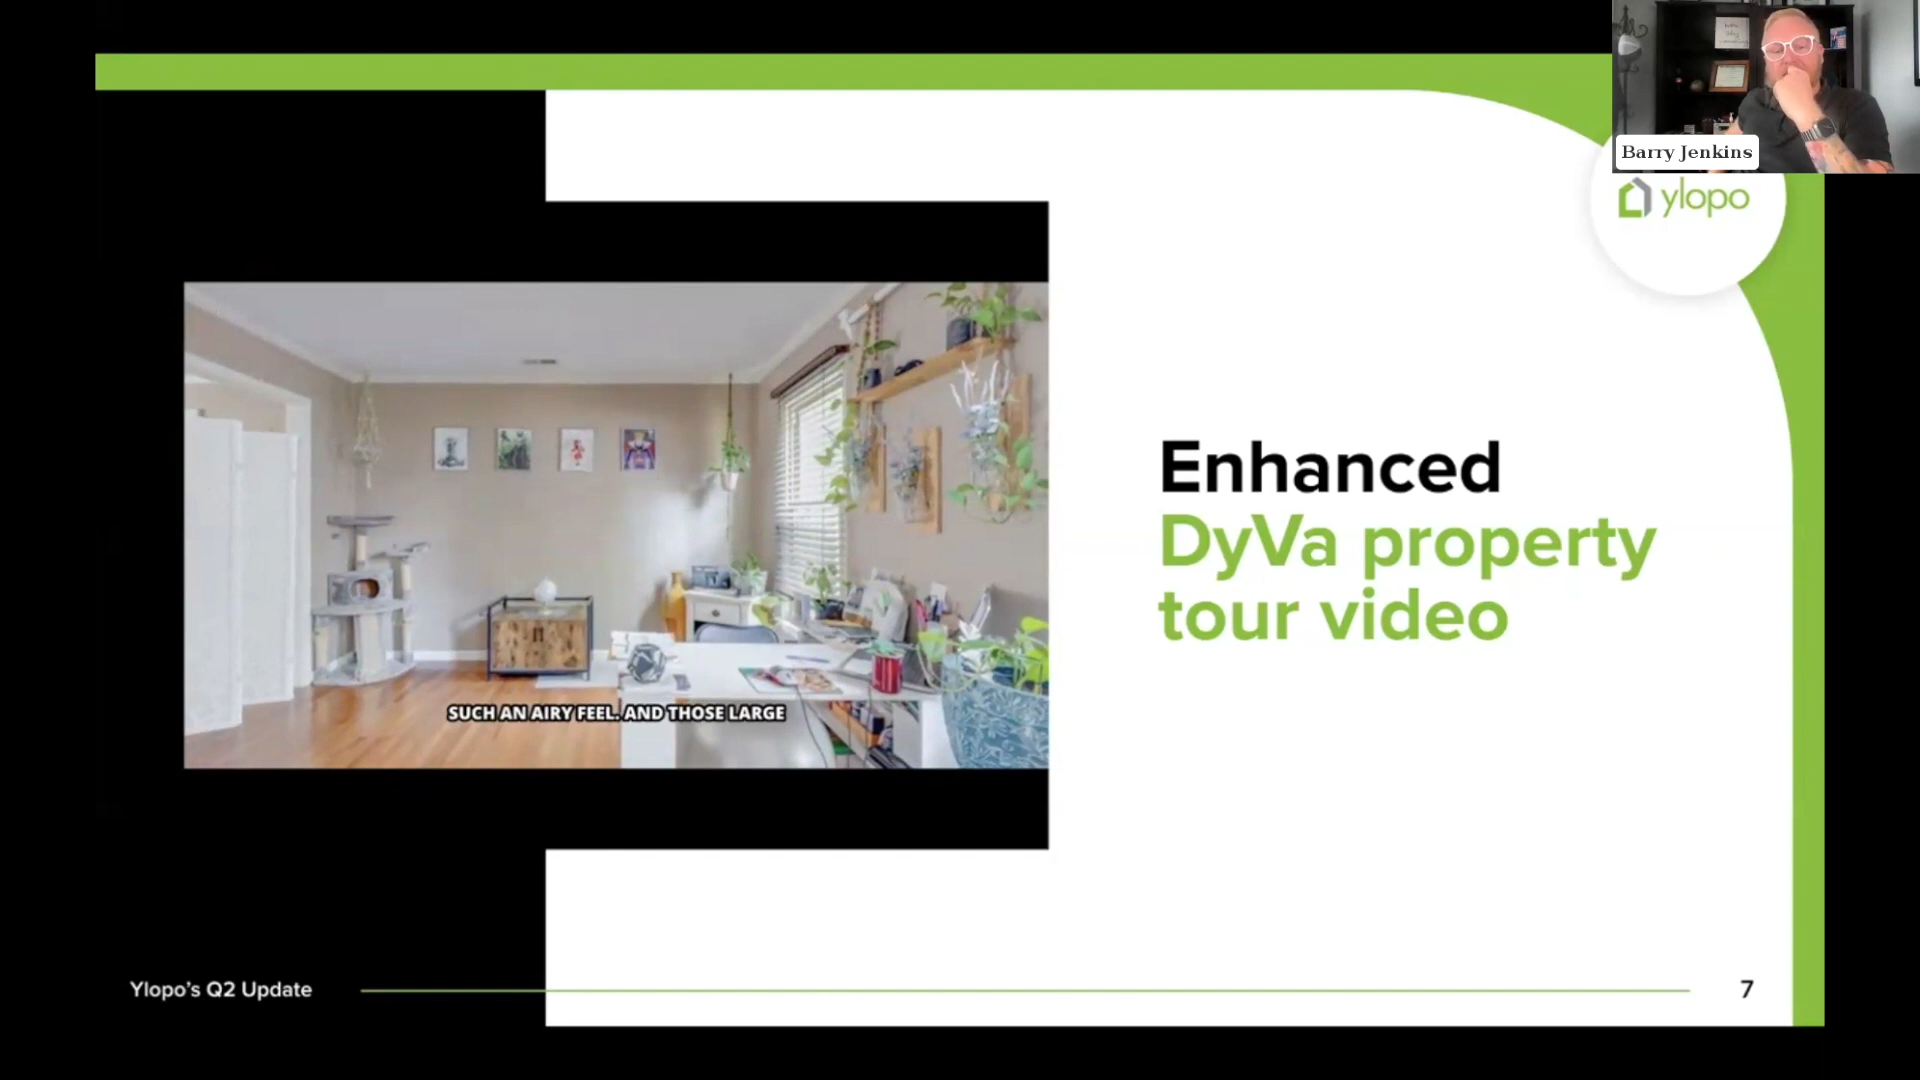 Barry Jenkins
ylopo
Enhanced
DyVa property
tour video
SUCH AN AIRY FEEL. AND THOSE LARGE
Ylopo’s Q2 Update
7